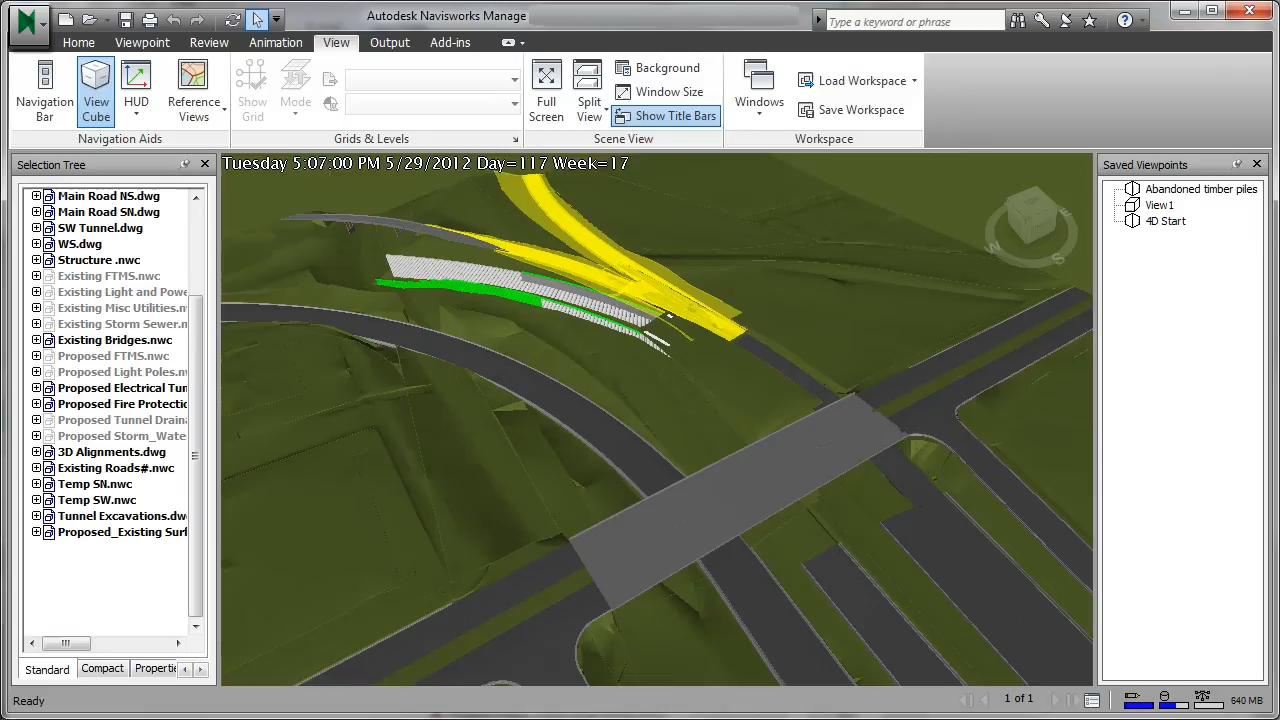 Autodesk Navisworks Manage
Type a keyword or phrase
Home Viewpoint Review Animation View Output Add-ins
Navigation Bar
View Cube
HUD
Reference Views
Show Grid
Mode
Full Screen
Split View
Background
Window Size
Show Title Bars
Windows
Load Workspace
Save Workspace
Navigation Aids
Grids & Levels
Scene View
Workspace
Selection Tree
Main Road NS.dwg
Main Road SN.dwg
SW Tunnel.dwg
WS.dwg
Structure .nwc
Existing FTMS.nwc
Existing Light and Powe
Existing Misc Utilities.n
Existing Storm Sewer.n
Existing Bridges.nwc
Proposed FTMS.nwc
Proposed Light Poles.nwc
Proposed Electrical Tun
Proposed Fire Protectio
Proposed Tunnel Draina
Proposed Storm_Wate
3D Alignments.dwg
Existing Roads#.nwc
Temp SN.nwc
Temp SW.nwc
Tunnel Excavations.dw
Proposed_Existing Surf
Standard Compact Properti
Tuesday 5:07:00 PM 5/29/2012 Day=117 Week=17
W S E
Saved Viewpoints
Abandoned timber piles
View1
4D Start
Ready
1 of 1
640 MB